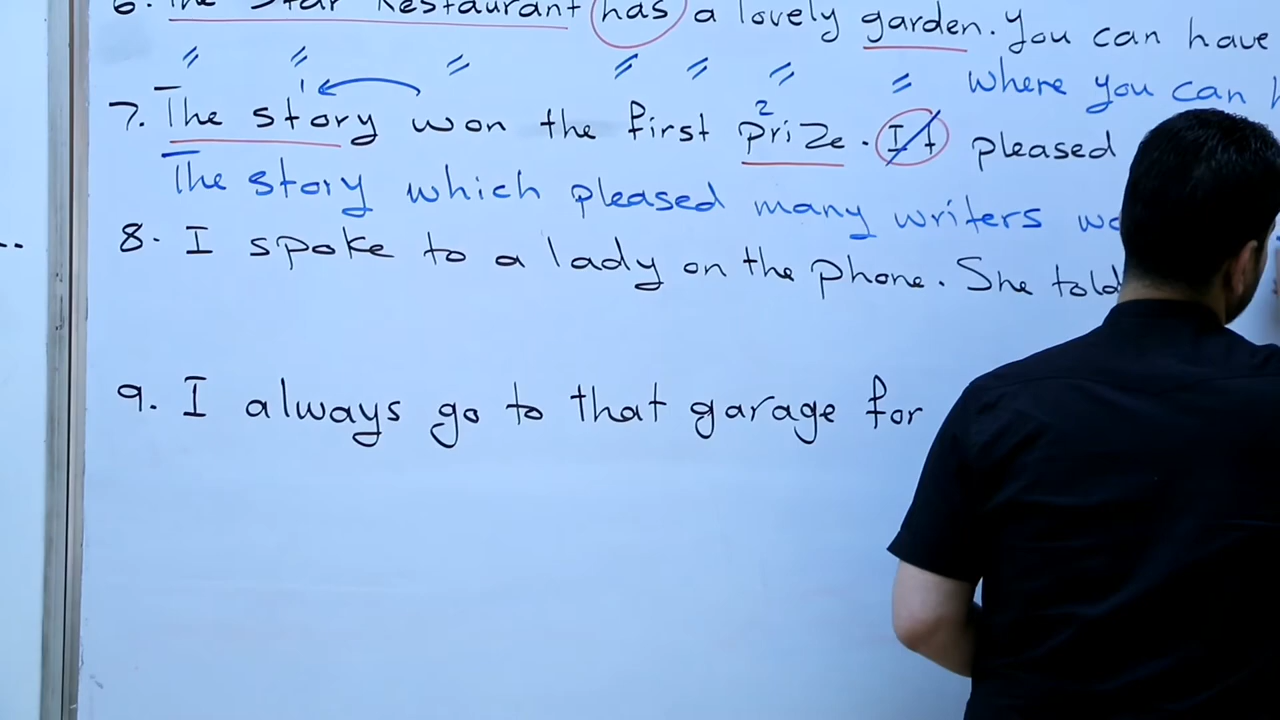 6. The Star Restaurant has a lovely garden. You can have
〃 〃 〃 〃 〃 〃 〃 where you can
1 2
7. The story won the first prize. It pleased
The story which pleased many writers
8. I spoke to a lady on the phone. She told
9. I always go to that garage for